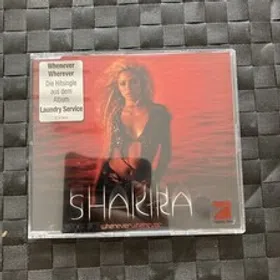 Whenever
Wherever
Die Hitsingle
aus dem
Album
Laundry Service
SHAKIRA
whenever, wherever